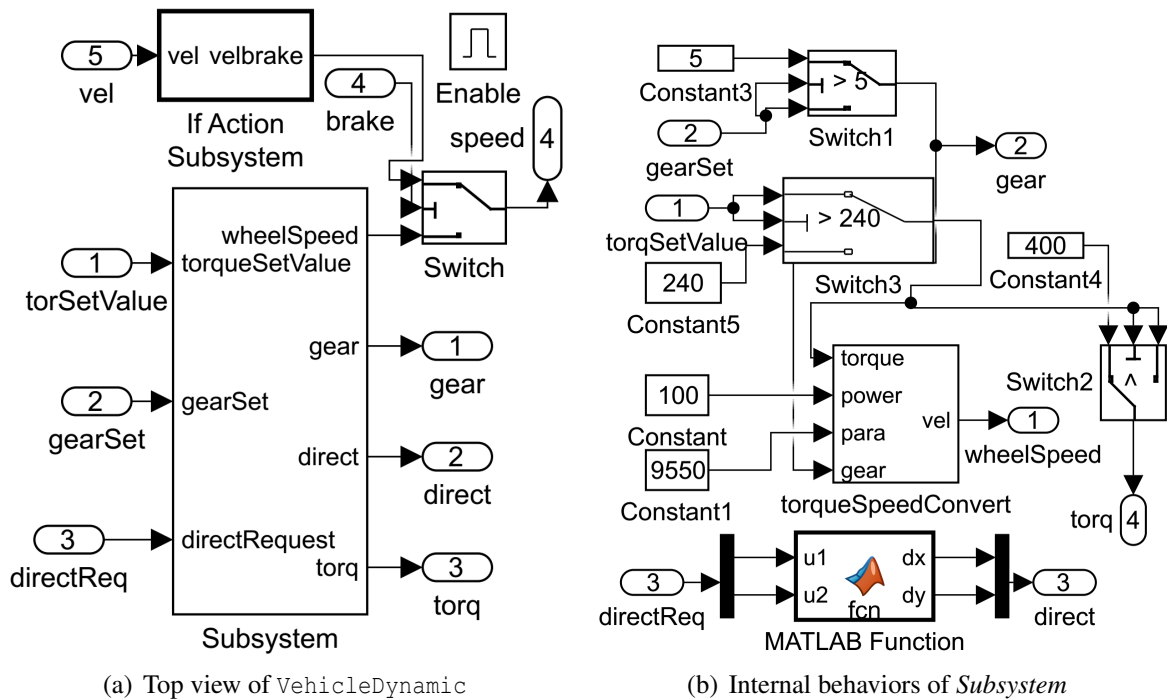 5
vel
vel velbrake
If Action
Subsystem
4
brake
Enable
speed
4
Switch
wheelSpeed
torqueSetValue
1
torSetValue
gear
1
gear
2
gearSet
gearSet
direct
2
direct
3
directReq
directRequest
torq
3
torq
Subsystem
(a) Top view of VehicleDynamic
5
Constant3
> 5
Switch1
2
gearSet
2
gear
1
torqSetValue
> 240
Switch3
240
Constant5
400
Constant4
Switch2
>
torque
power
para
gear
vel
100
Constant
9550
Constant1
torqueSpeedConvert
1
wheelSpeed
torq 4
3
directReq
u1
u2
fcn
dx
dy
MATLAB Function
3
direct
(b) Internal behaviors of Subsystem